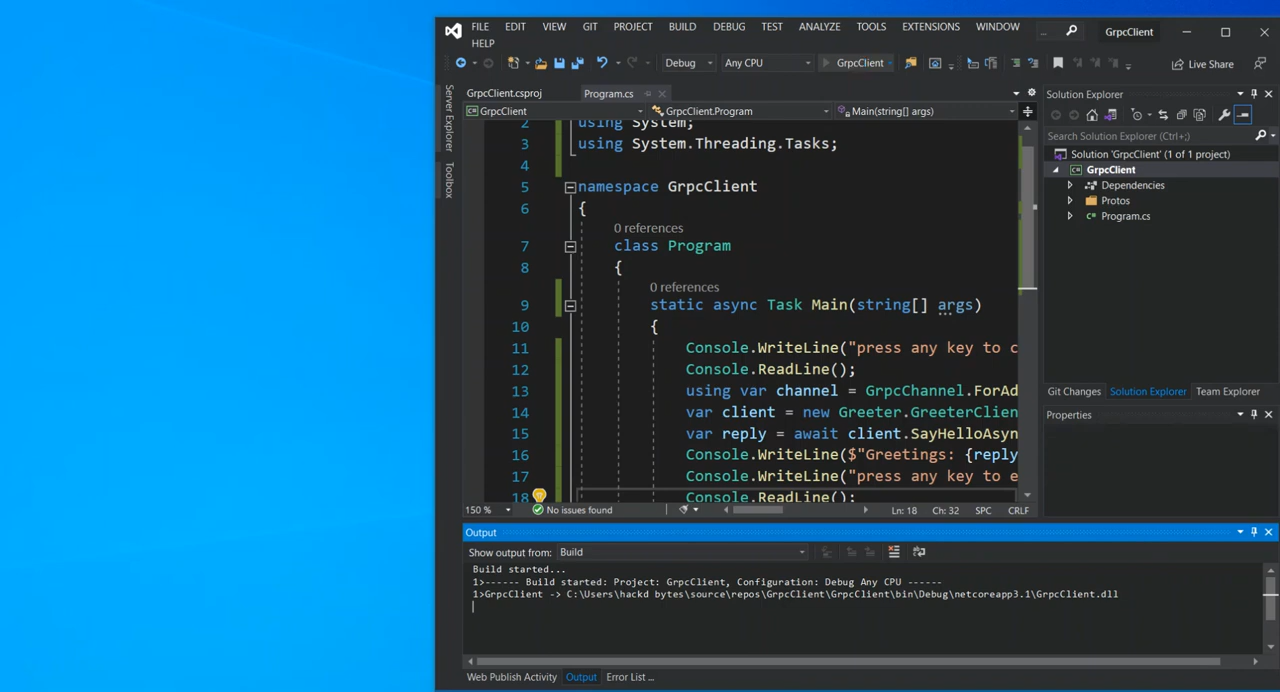 FILE EDIT VIEW GIT PROJECT BUILD DEBUG TEST ANALYZE TOOLS EXTENSIONS WINDOW ... GrpcClient
HELP
Debug Any CPU GrpcClient Live Share
GrpcClient.csproj Program.cs
GrpcClient GrpcClient.Program Main(string[] args)
Server Explorer
Toolbox
2 using System;
3 using System.Threading.Tasks;
4
5 namespace GrpcClient
6 {
0 references
7 class Program
8 {
0 references
9 static async Task Main(string[] args)
10 {
11 Console.WriteLine("press any key to c
12 Console.ReadLine();
13 using var channel = GrpcChannel.ForAd
14 var client = new Greeter.GreeterClien
15 var reply = await client.SayHelloAsyn
16 Console.WriteLine($"Greetings: {reply
17 Console.WriteLine("press any key to e
18 Console.ReadLine();
150 % No issues found Ln: 18 Ch: 32 SPC CRLF
Solution Explorer
Search Solution Explorer (Ctrl+;)
Solution 'GrpcClient' (1 of 1 project)
GrpcClient
Dependencies
Protos
C# Program.cs
Git Changes Solution Explorer Team Explorer
Properties
Output
Show output from: Build
Build started...
1>------ Build started: Project: GrpcClient, Configuration: Debug Any CPU ------
1>GrpcClient -> C:\Users\hackd bytes\source\repos\GrpcClient\GrpcClient\bin\Debug\netcoreapp3.1\GrpcClient.dll
Web Publish Activity Output Error List ...